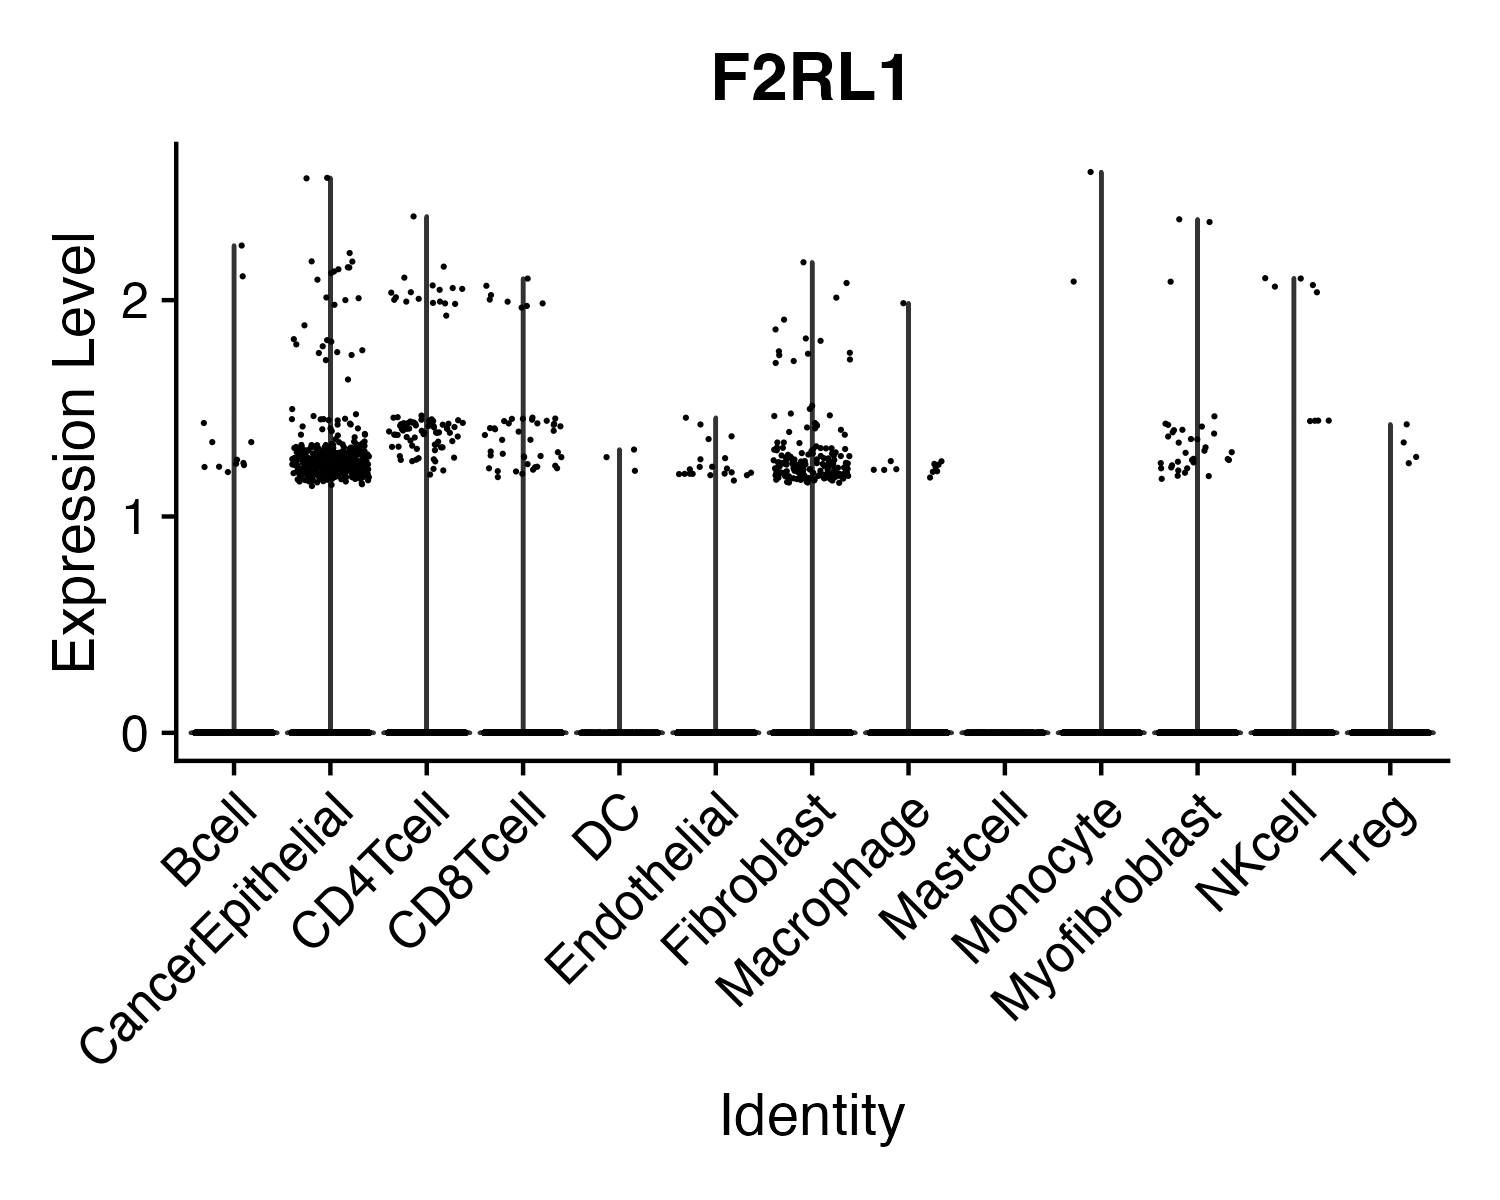 F2RL1
Expression Level
2
1
0
Bcell
CancerEpithelial
CD4Tcell
CD8Tcell
DC
Endothelial
Fibroblast
Macrophage
Mastcell
Monocyte
Myofibroblast
NKcell
Treg
Identity